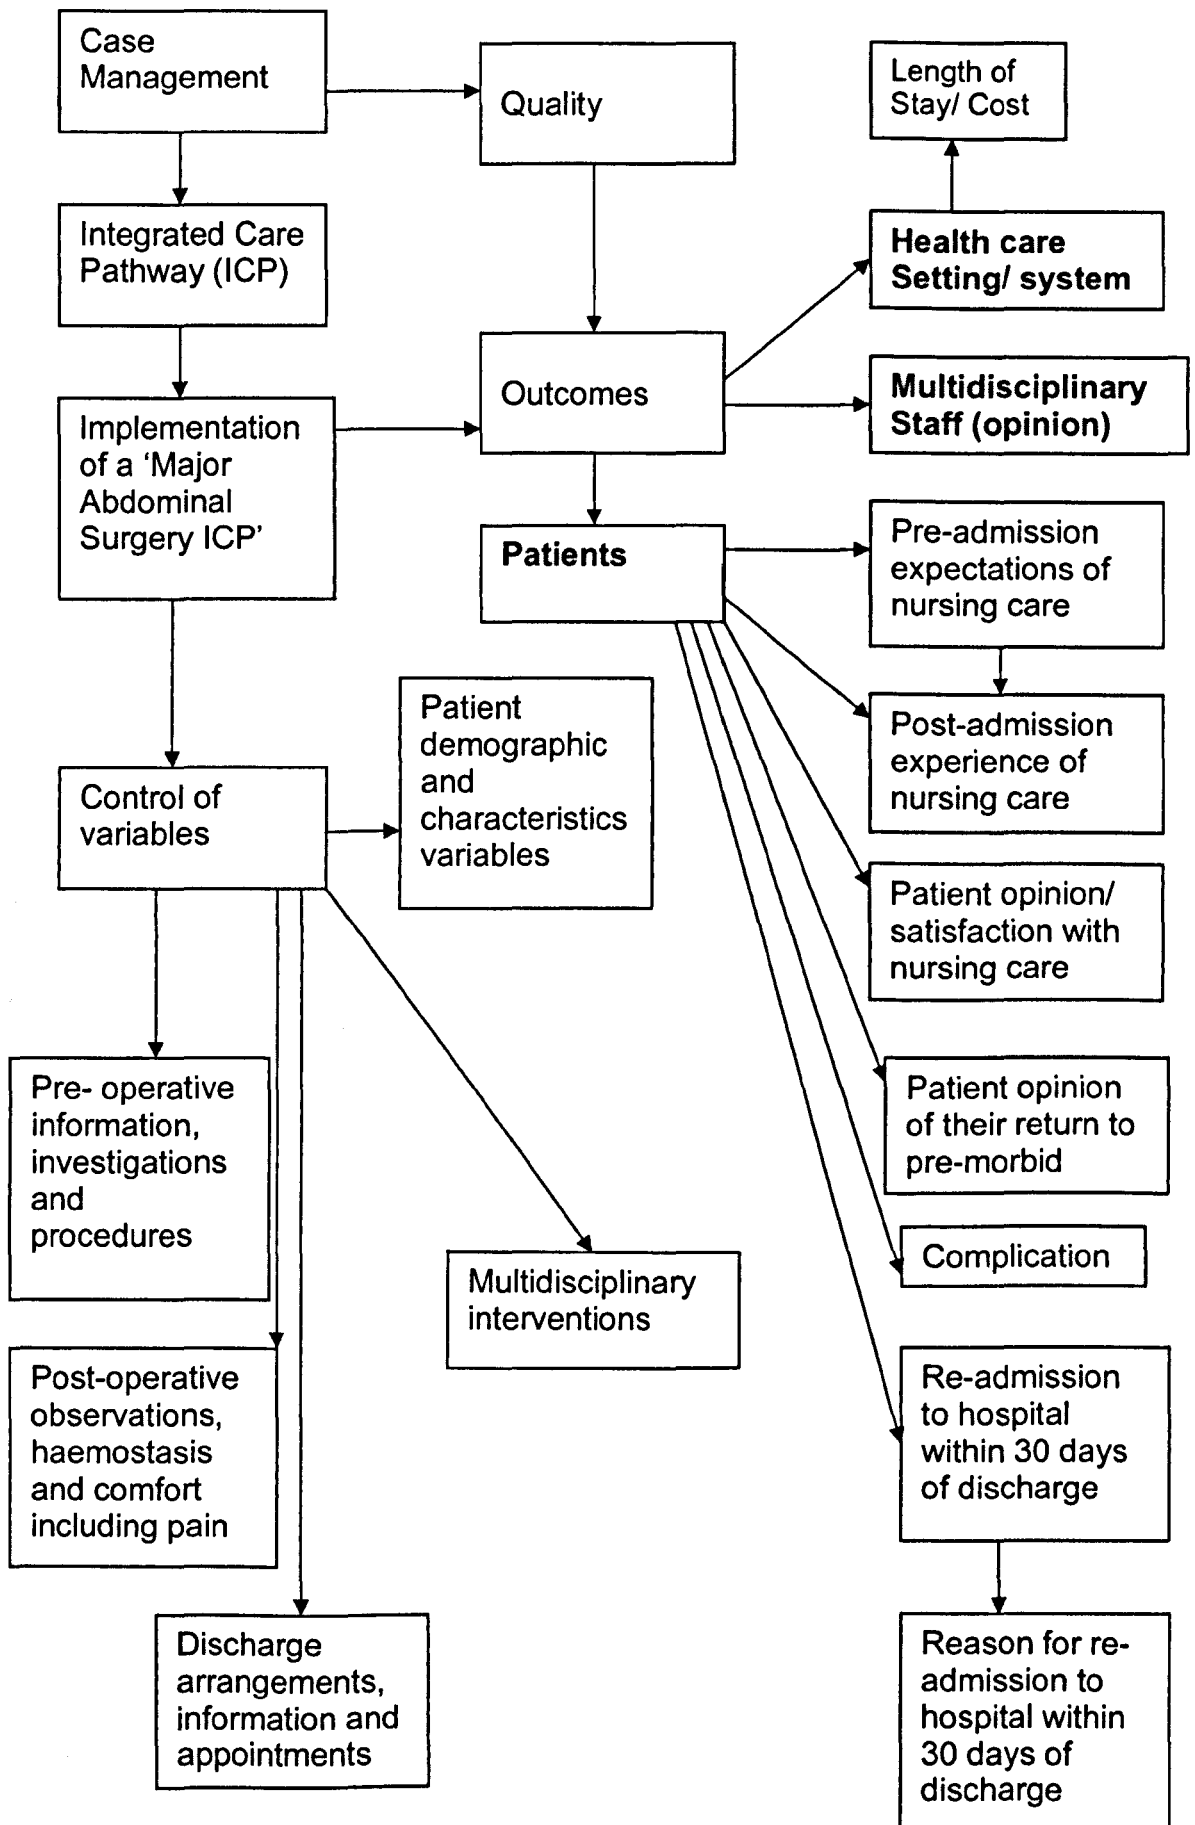 Case
Management
Quality
Length of
Stay/ Cost
Integrated Care
Pathway (ICP)
Health care
Setting/ system
Implementation
of a ‘Major
Abdominal
Surgery ICP’
Outcomes
Multidisciplinary
Staff (opinion)
Patients
Pre-admission
expectations of
nursing care
Patient
demographic
and
characteristics
variables
Post-admission
experience of
nursing care
Control of
variables
Patient opinion/
satisfaction with
nursing care
Pre- operative
information,
investigations
and
procedures
Patient opinion
of their return to
pre-morbid
Multidisciplinary
interventions
Complication
Post-operative
observations,
haemostasis
and comfort
including pain
Re-admission
to hospital
within 30 days
of discharge
Discharge
arrangements,
information and
appointments
Reason for re-
admission to
hospital within
30 days of
discharge